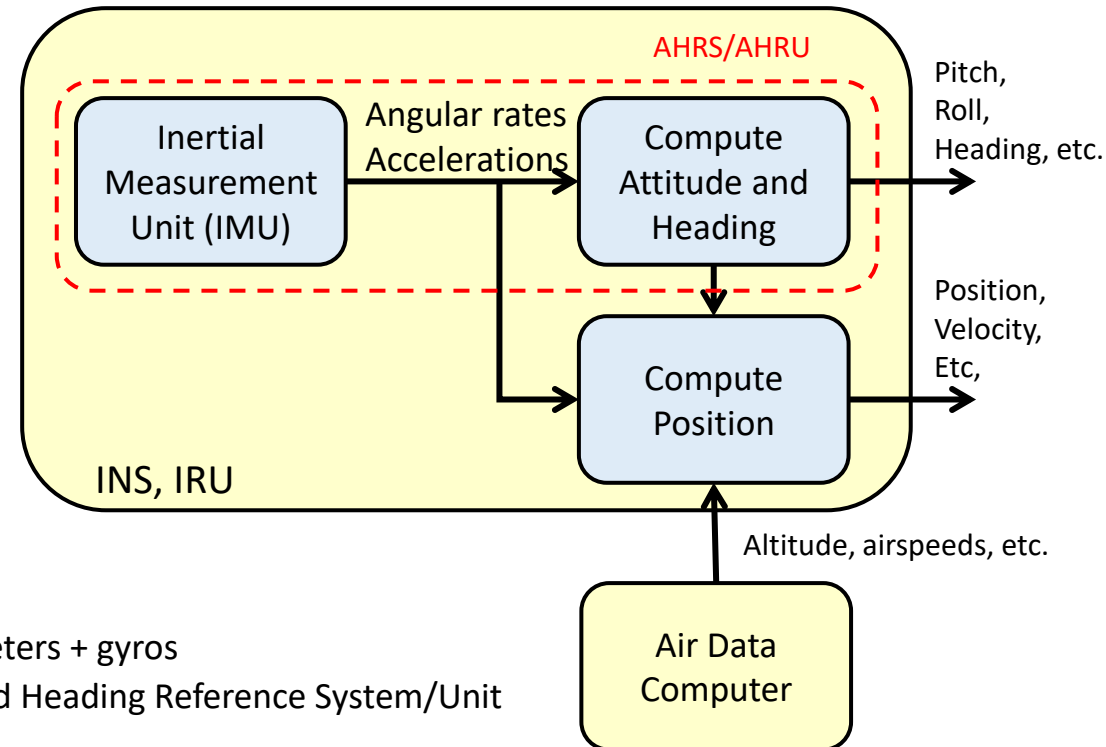 AHRS/AHRU
Inertial
Measurement
Unit (IMU)
Angular rates
Accelerations
Compute
Attitude and
Heading
Pitch,
Roll,
Heading, etc.
Compute
Position
Position,
Velocity,
Etc,
INS, IRU
Altitude, airspeeds, etc.
Air Data
Computer
eters + gyros
d Heading Reference System/Unit